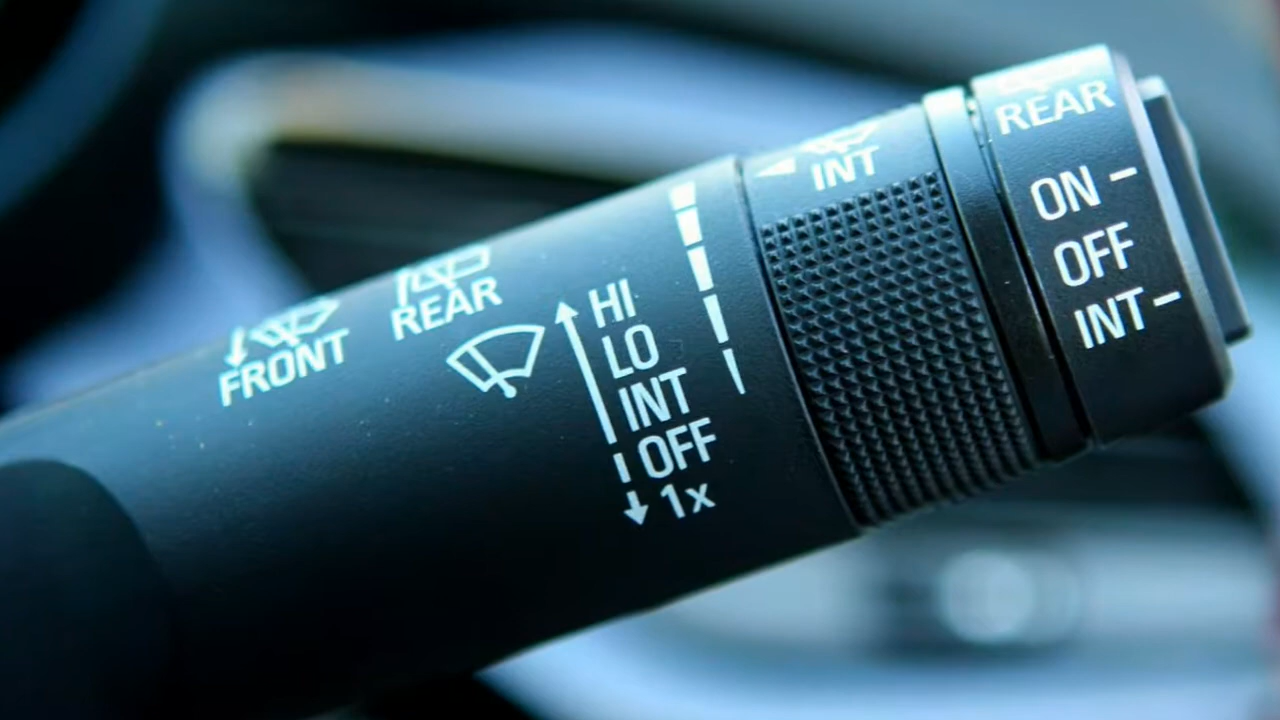 FRONT
REAR
HI
LO
INT
OFF
1x
INT
REAR
ON –
OFF
INT –